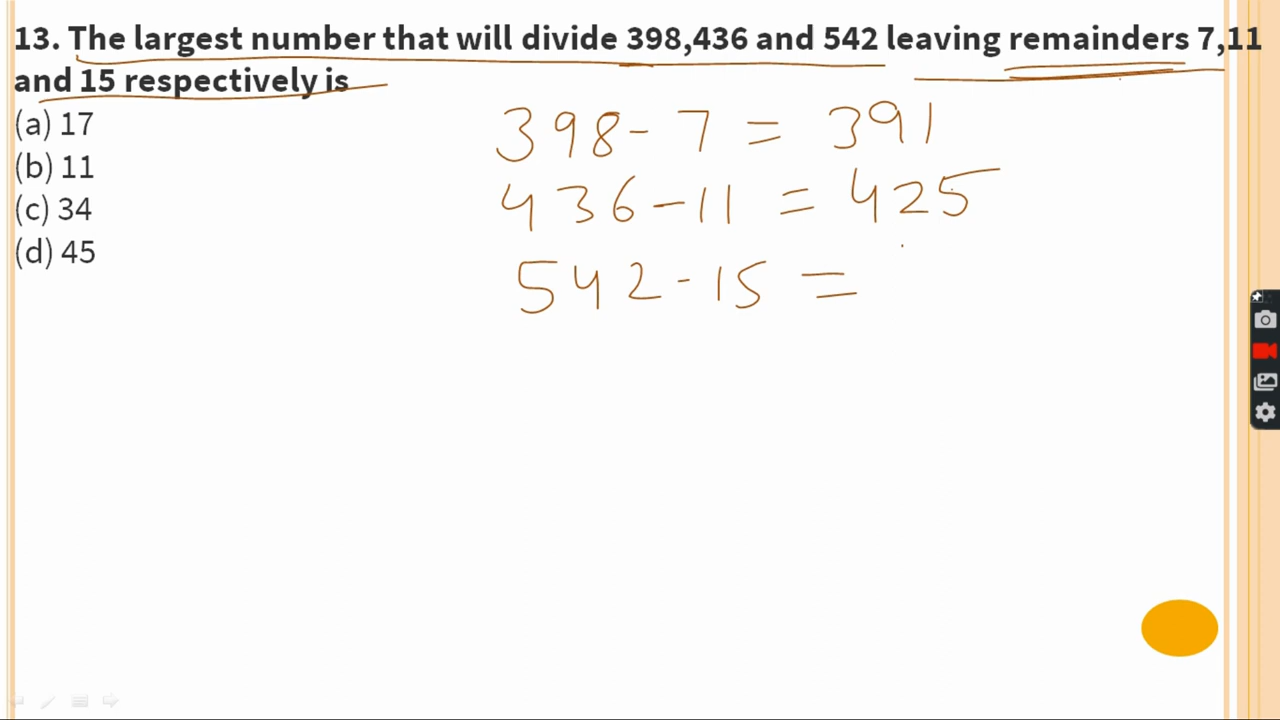 13. The largest number that will divide 398,436 and 542 leaving remainders 7,11
and 15 respectively is
(a) 17
(b) 11
(c) 34
(d) 45
398 - 7 = 391
436 - 11 = 425
542 - 15 =